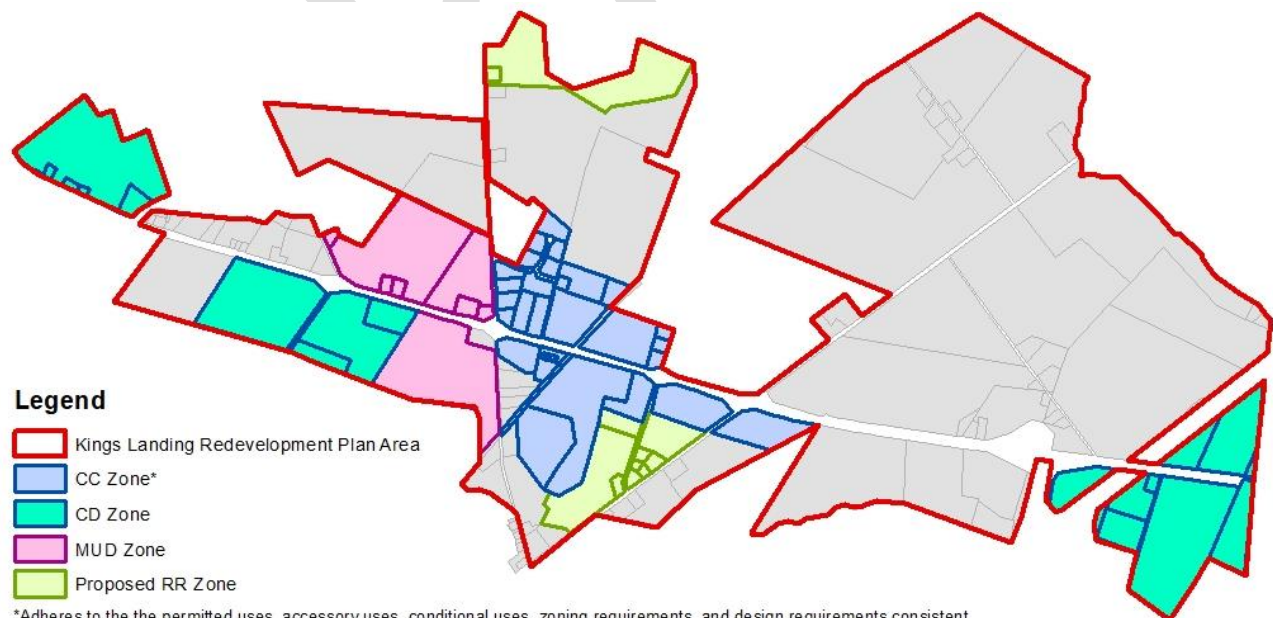 Legend
Kings Landing Redevelopment Plan Area
CC Zone*
CD Zone
MUD Zone
Proposed RR Zone
*Adheres to the the permitted uses, accessory uses, conditional uses, zoning requirements, and design requirements consistent